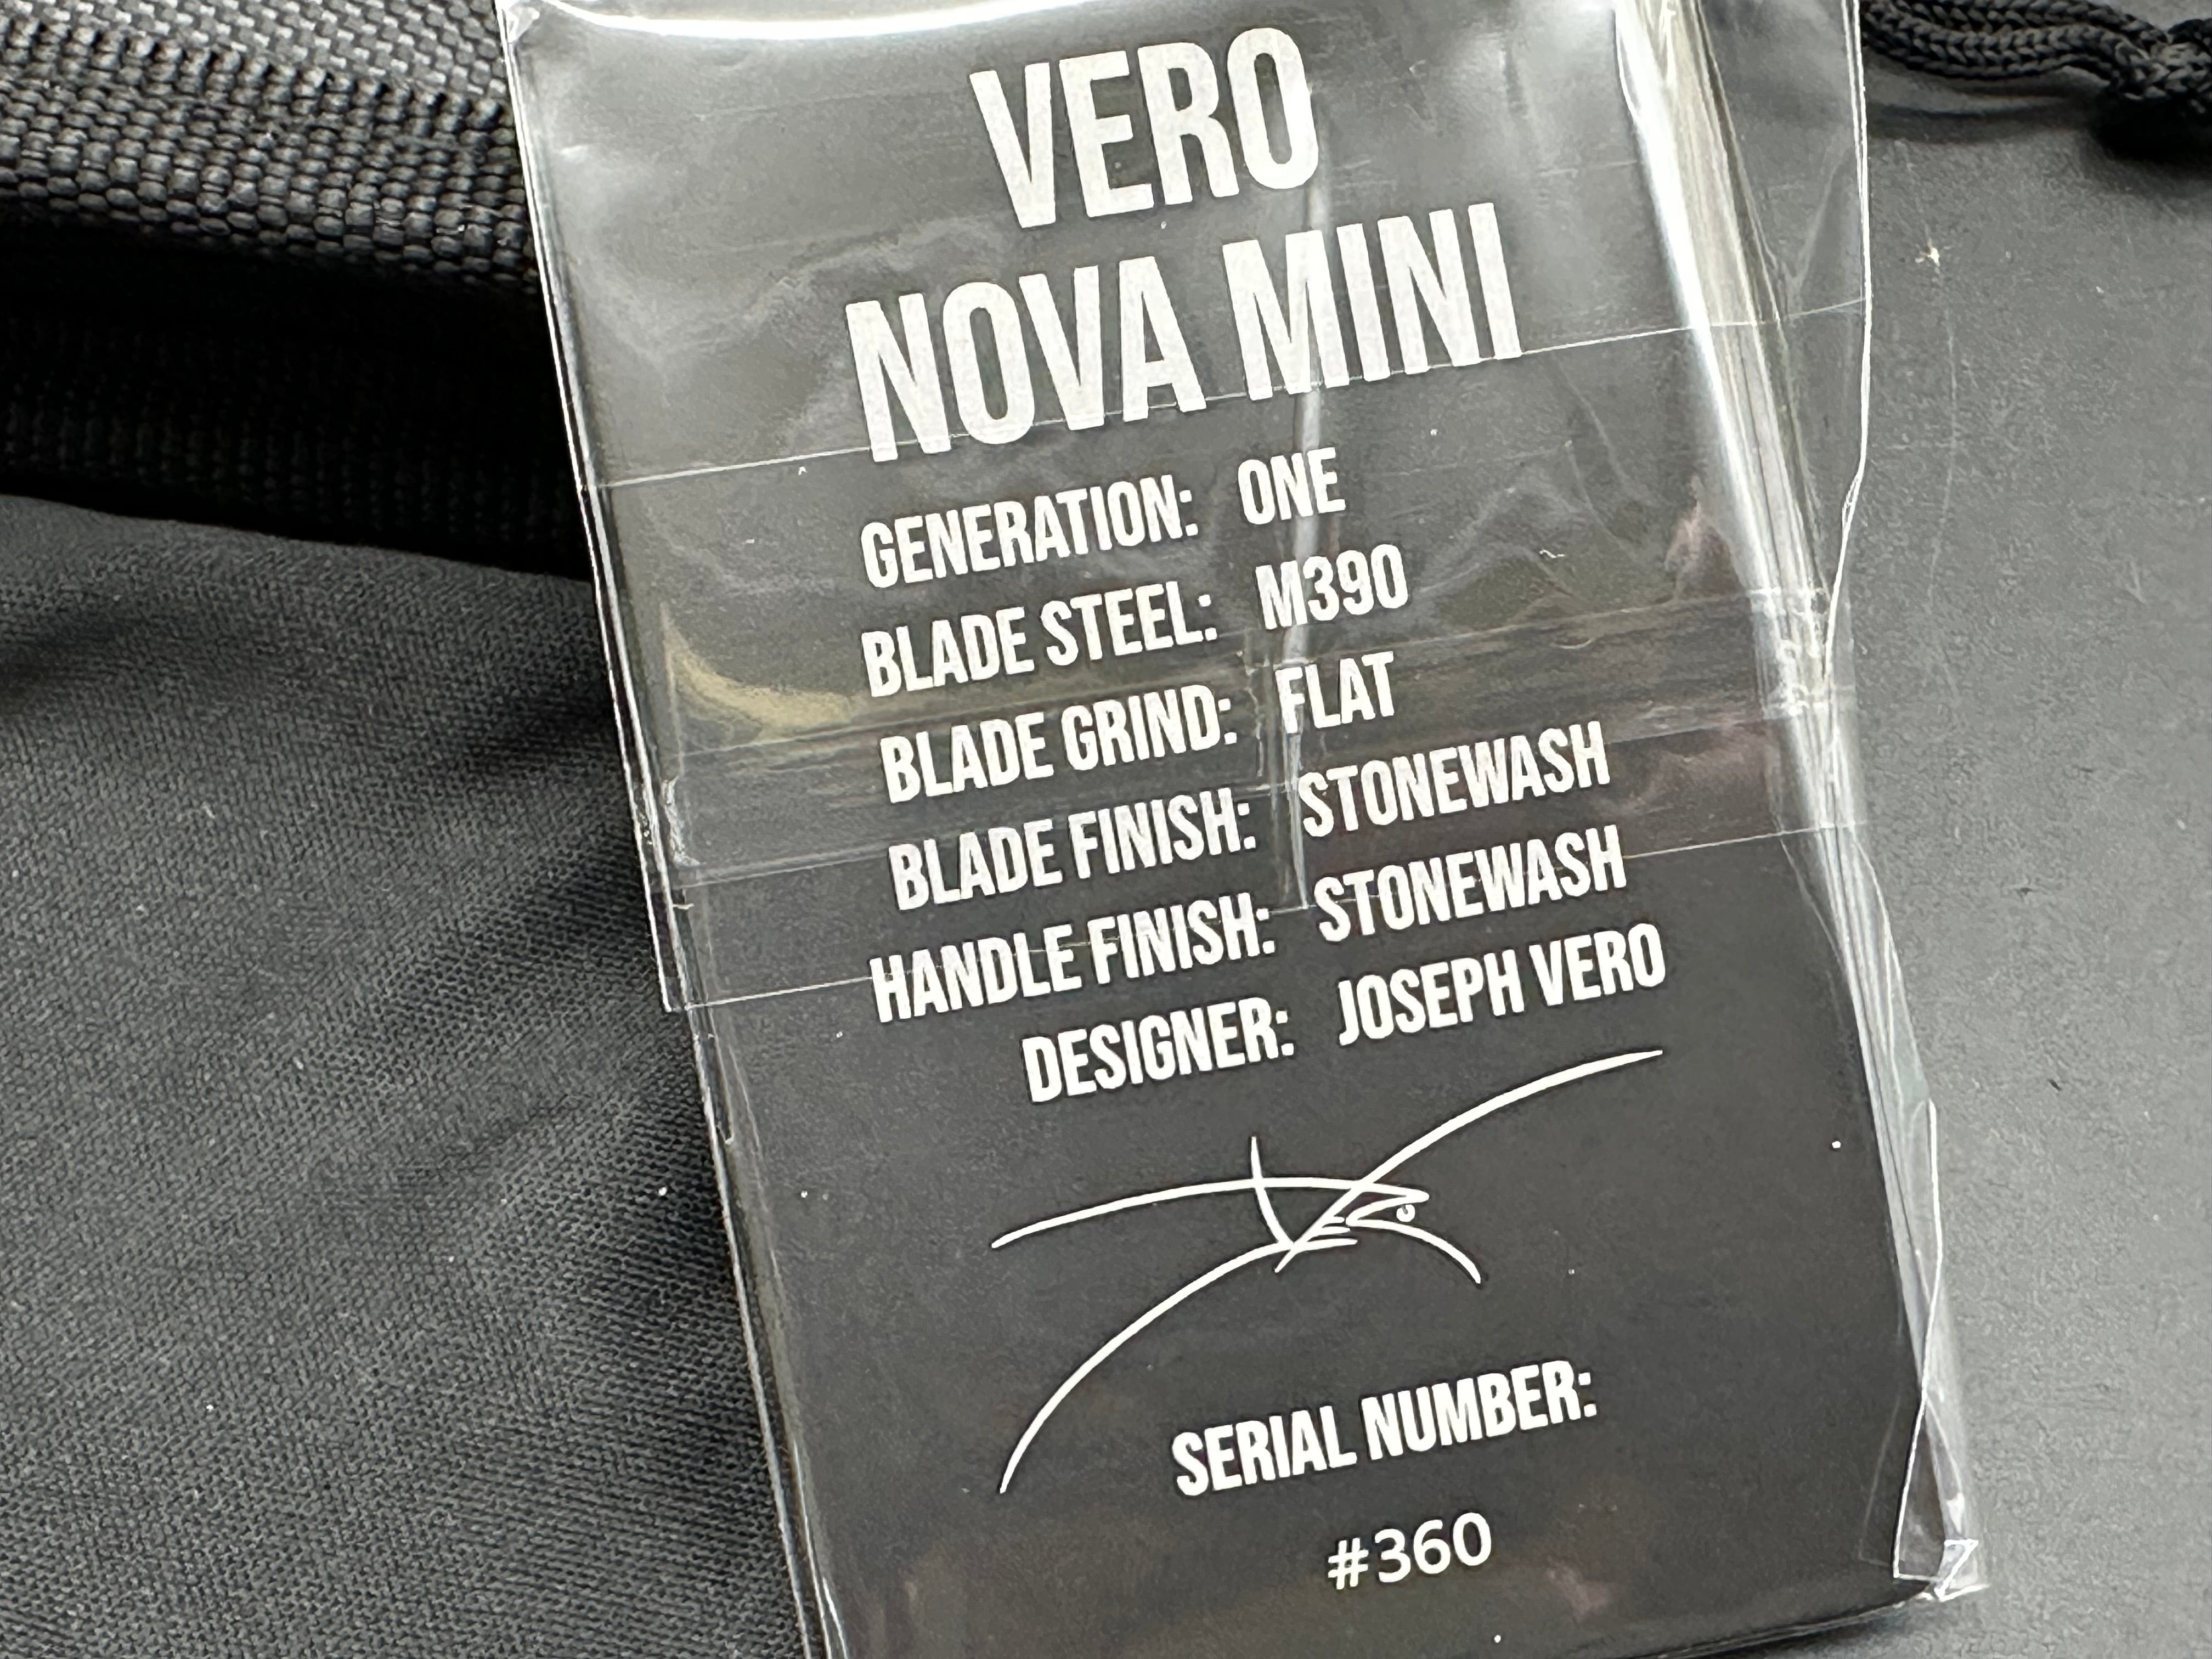 VERO
NOVA MINI
GENERATION: ONE
BLADE STEEL: M390
BLADE GRIND: FLAT
BLADE FINISH: STONEWASH
HANDLE FINISH: STONEWASH
DESIGNER: JOSEPH VERO
SERIAL NUMBER:
#360